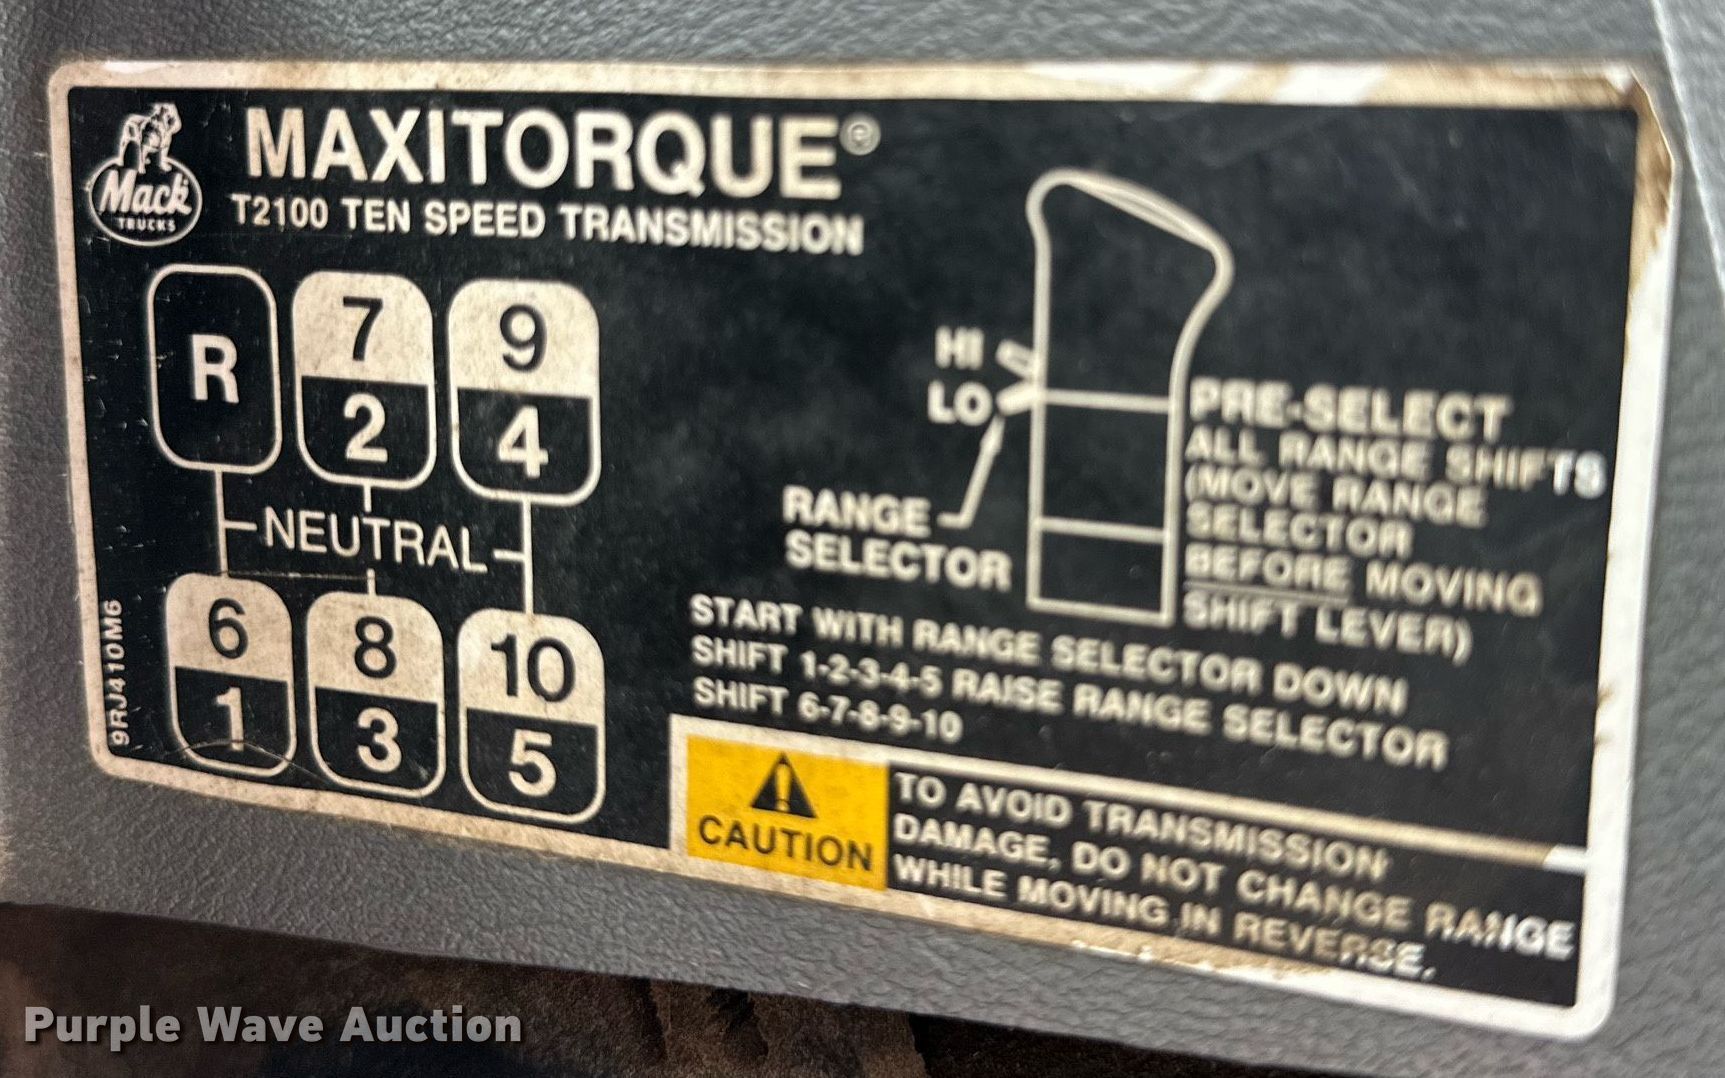 Mack
TRUCKS
MAXITORQUE®
T2100 TEN SPEED TRANSMISSION
R 7 9
2 4
NEUTRAL
6 8 10
1 3 5
9RJ410M6
HI
LO
RANGE
SELECTOR
PRE-SELECT
ALL RANGE SHIFTS
(MOVE RANGE
SELECTOR
BEFORE MOVING
SHIFT LEVER)
START WITH RANGE SELECTOR DOWN
SHIFT 1-2-3-4-5 RAISE RANGE SELECTOR
SHIFT 6-7-8-9-10
CAUTION
TO AVOID TRANSMISSION
DAMAGE, DO NOT CHANGE RANGE
WHILE MOVING IN REVERSE.
Purple Wave Auction